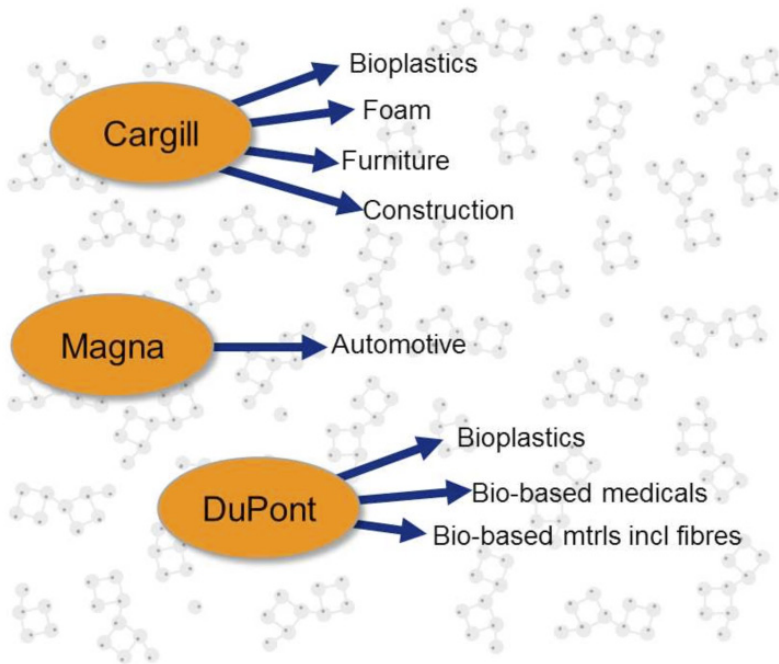 Cargill
Bioplastics
Foam
Furniture
Construction
Magna
Automotive
DuPont
Bioplastics
Bio-based medicals
Bio-based mtrls incl fibres